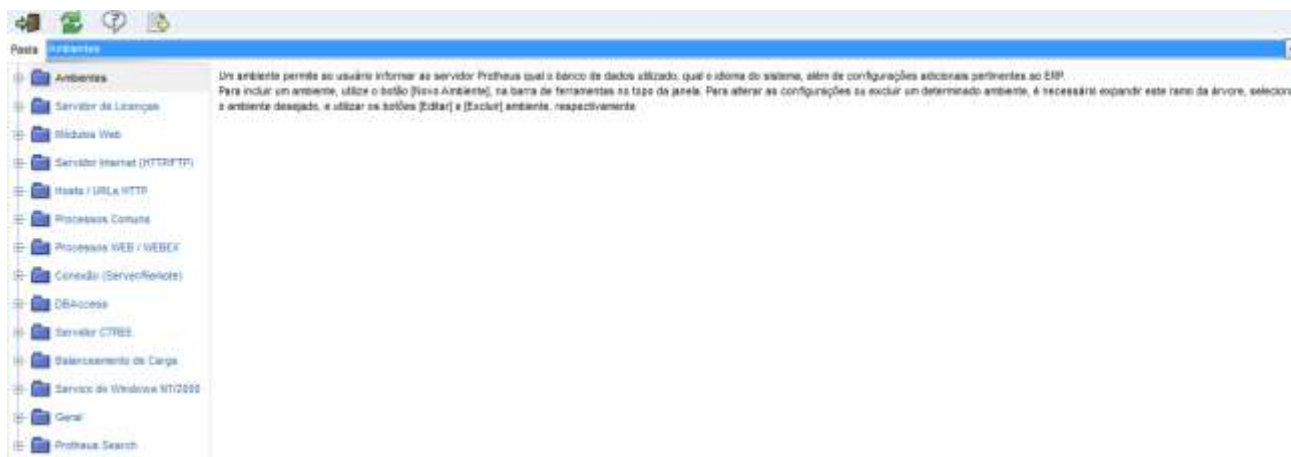 Pasta Ambientes
Ambientes
Um ambiente permite ao usuário informar ao servidor Protheus qual o banco de dados utilizado, qual o idioma do sistema, além de configurações adicionais pertinentes ao ERP.
Para incluir um ambiente, utilize o botão [Novo Ambiente], na barra de ferramentas no topo da janela. Para alterar as configurações ou excluir um determinado ambiente, é necessário expandir este ramo da árvore, selecion
o ambiente desejado, e utilizar os botões [Editar] e [Excluir] ambiente, respectivamente
Servidor de Licenças
Módulos Web
Servidor Internet (HTTP/FTP)
Hosts / URLs HTTP
Processos Comuns
Processos WEB / WEBEX
Conexão (Server/Remote)
DBAccess
Servidor CTREE
Balanceamento de Carga
Servico do Windows NT/2000
Geral
Protheus Search